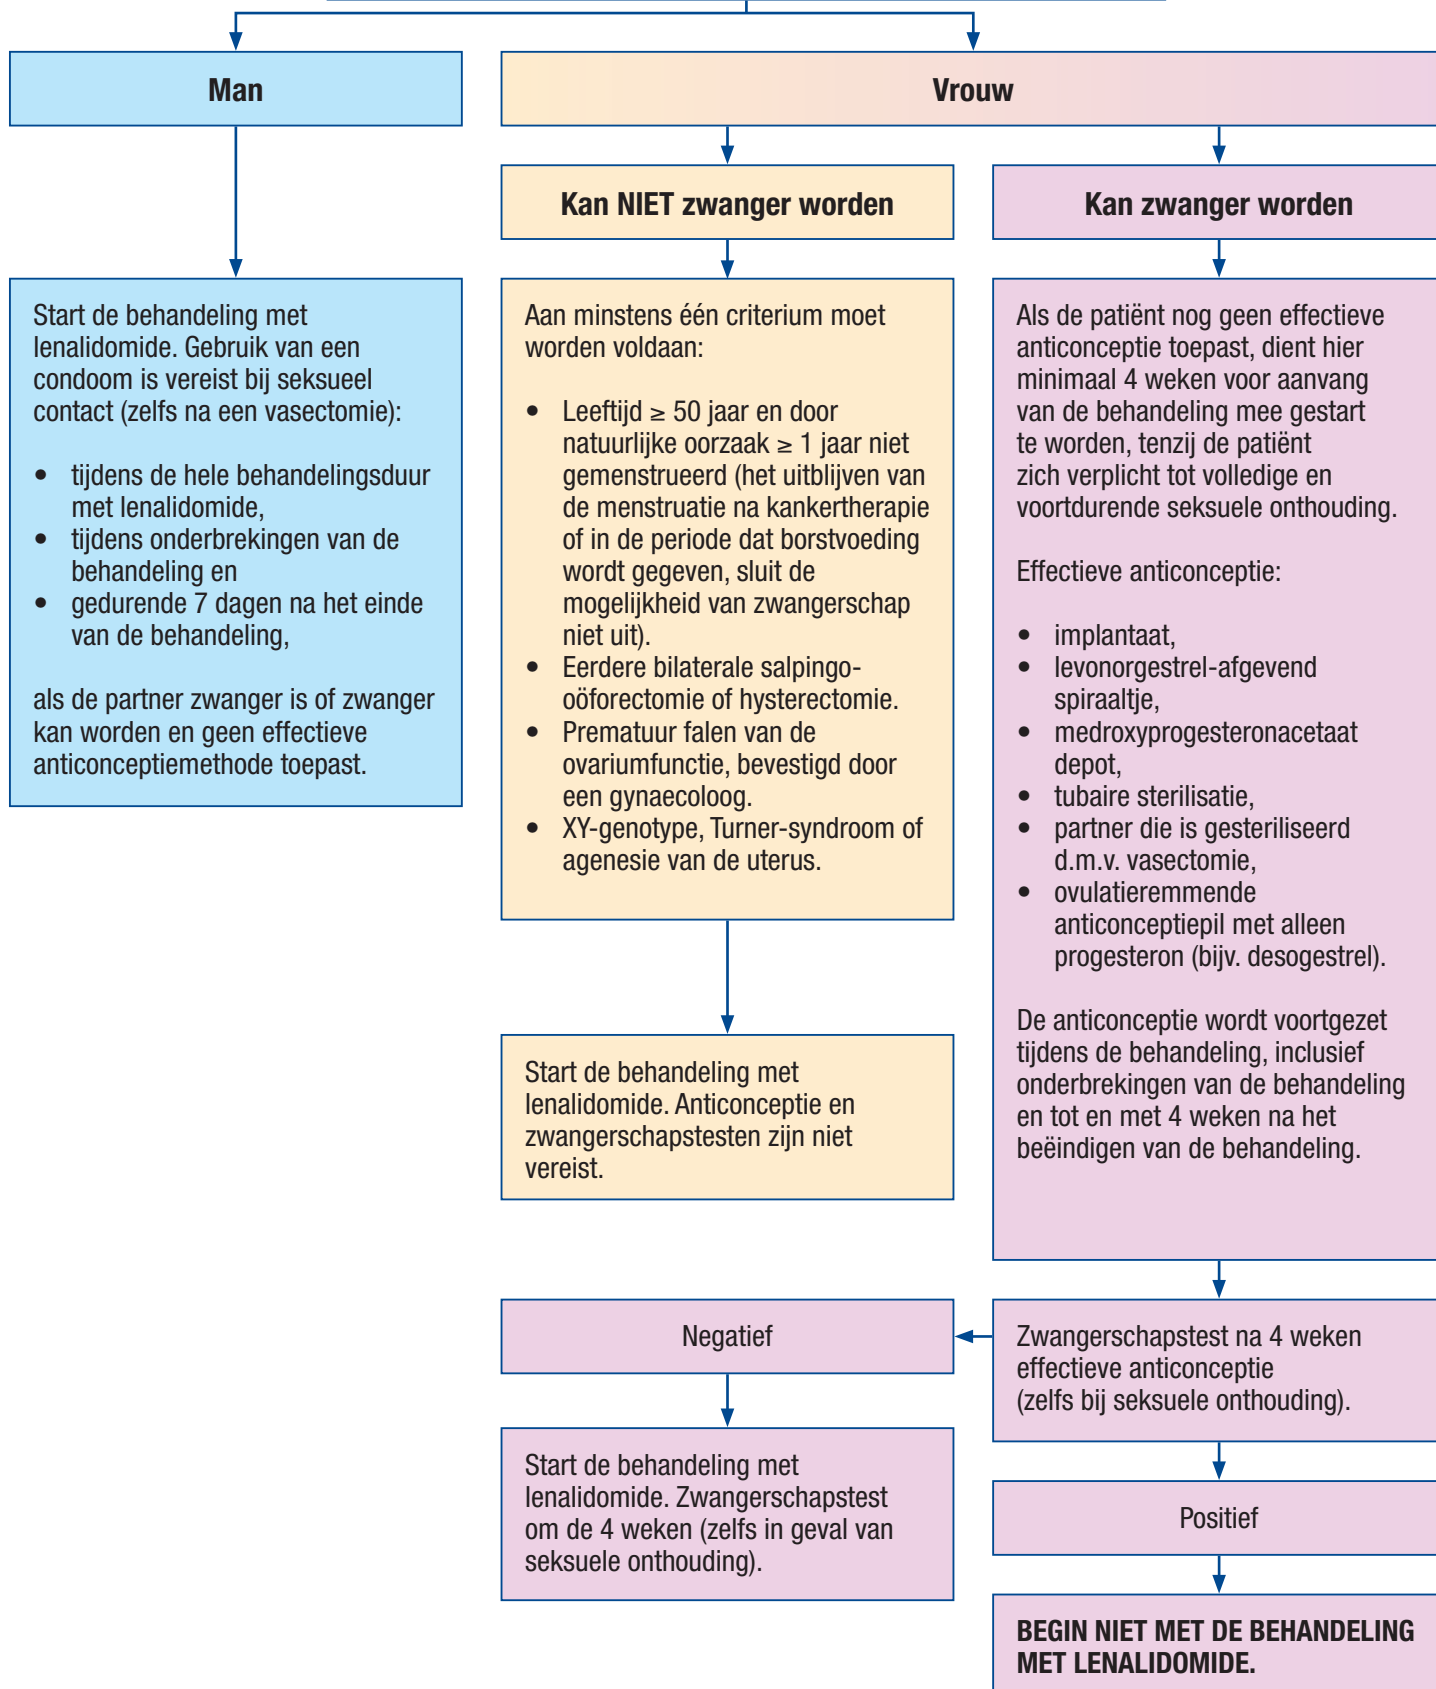 Man
Vrouw
Kan NIET zwanger worden
Kan zwanger worden
Start de behandeling met
lenalidomide. Gebruik van een
condoom is vereist bij seksueel
contact (zelfs na een vasectomie):
• tijdens de hele behandelingsduur
met lenalidomide,
• tijdens onderbrekingen van de
behandeling en
• gedurende 7 dagen na het einde
van de behandeling,
als de partner zwanger is of zwanger
kan worden en geen effectieve
anticonceptiemethode toepast.
Aan minstens één criterium moet
worden voldaan:
• Leeftijd ≥ 50 jaar en door
natuurlijke oorzaak ≥ 1 jaar niet
gemenstrueerd (het uitblijven van
de menstruatie na kankertherapie
of in de periode dat borstvoeding
wordt gegeven, sluit de
mogelijkheid van zwangerschap
niet uit).
• Eerdere bilaterale salpingo-
oöforectomie of hysterectomie.
• Prematuur falen van de
ovariumfunctie, bevestigd door
een gynaecoloog.
• XY-genotype, Turner-syndroom of
agenesie van de uterus.
Start de behandeling met
lenalidomide. Anticonceptie en
zwangerschapstesten zijn niet
vereist.
Als de patiënt nog geen effectieve
anticonceptie toepast, dient hier
minimaal 4 weken voor aanvang
van de behandeling mee gestart
te worden, tenzij de patiënt
zich verplicht tot volledige en
voortdurende seksuele onthouding.
Effectieve anticonceptie:
• implantaat,
• levonorgestrel-afgevend
spiraaltje,
• medroxyprogesteronacetaat
depot,
• tubaire sterilisatie,
• partner die is gesteriliseerd
d.m.v. vasectomie,
• ovulatieremmende
anticonceptiepil met alleen
progesteron (bijv. desogestrel).
De anticonceptie wordt voortgezet
tijdens de behandeling, inclusief
onderbrekingen van de behandeling
en tot en met 4 weken na het
beëindigen van de behandeling.
Zwangerschapstest na 4 weken
effectieve anticonceptie
(zelfs bij seksuele onthouding).
Negatief
Start de behandeling met
lenalidomide. Zwangerschapstest
om de 4 weken (zelfs in geval van
seksuele onthouding).
Positief
BEGIN NIET MET DE BEHANDELING
MET LENALIDOMIDE.